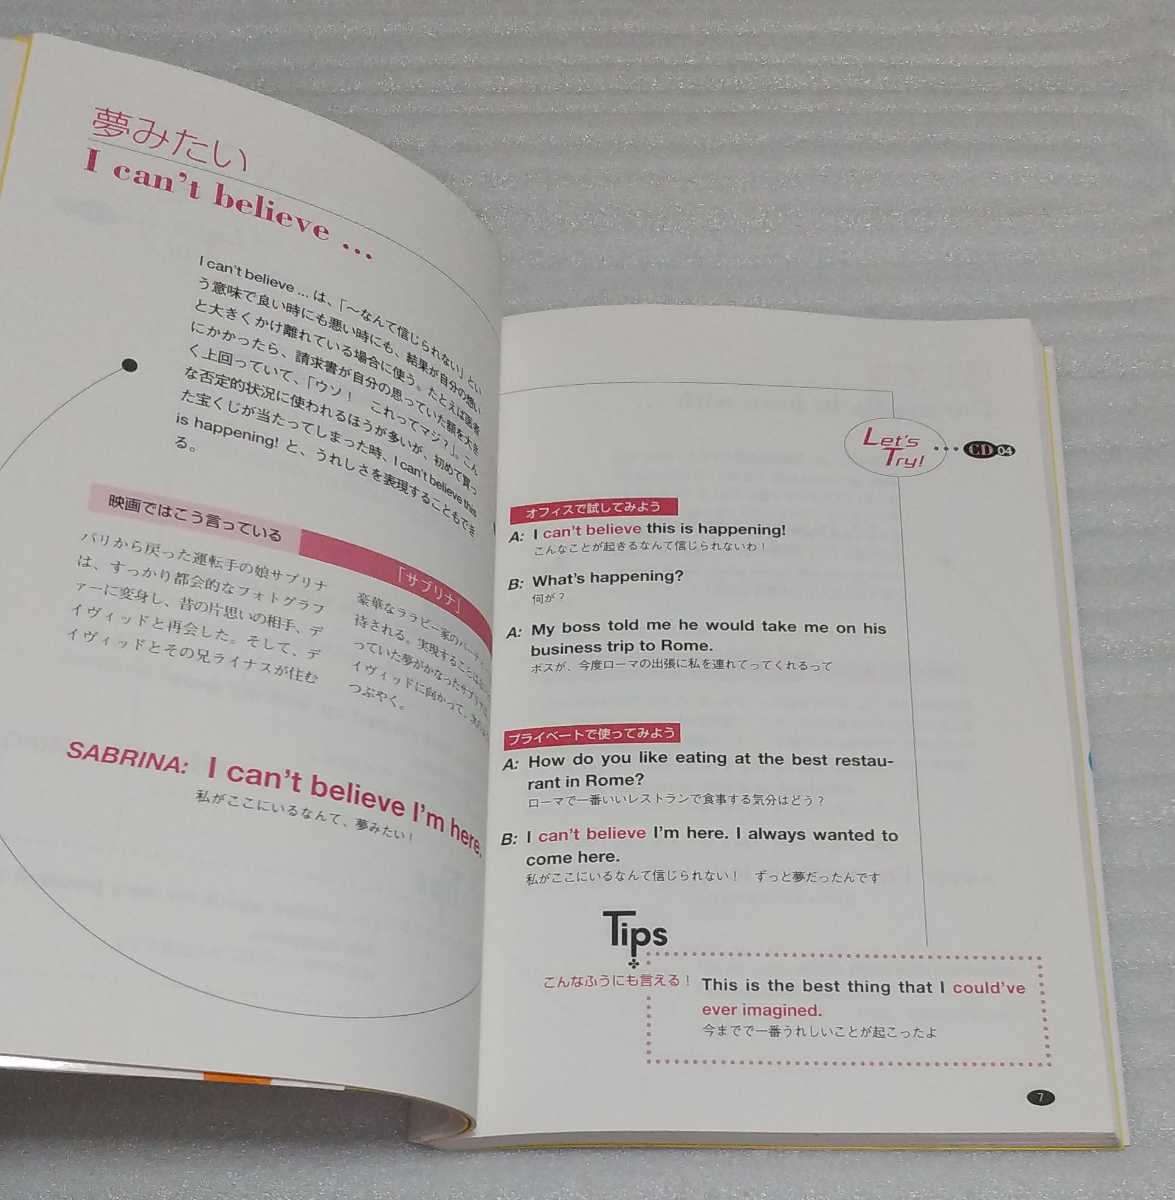 夢みたい
I can't believe ...
I can't believe ... は、「～なんて信じられない」とい
う意味で良い時にも悪い時にも、結果が自分の想い
と大きくかけ離れている場合に使う。たとえば医者
にかかったら、請求書が自分の思っていた額を大き
く上回っていて、「ウソ！　これってマジ？」。こん
な否定的状況に使われるほうが多いが、初めて買っ
た宝くじが当たってしまった時、I can't believe this
is happening! と、うれしさを表現することもでき
る。
映画ではこう言っている
「サブリナ」
パリから戻った運転手の娘サブリナ
は、すっかり都会的なフォトグラフ
ァーに変身し、昔の片思いの相手、デ
イヴィッドと再会した。そして、デ
イヴィッドとその兄ライナスが住む
豪華なララビー家のパーティ
待される。実現することは
っていた夢がかなったサブリナは
イヴィッドに向かって、
つぶやく。
SABRINA: I can't believe I'm here.
私がここにいるなんて、夢みたい！
Let's
Try!
CD 04
オフィスで試してみよう
A: I can't believe this is happening!
こんなことが起きるなんて信じられないわ！
B: What's happening?
何が？
A: My boss told me he would take me on his
business trip to Rome.
ボスが、今度ローマの出張に私を連れてってくれるって
プライベートで使ってみよう
A: How do you like eating at the best restau-
rant in Rome?
ローマで一番いいレストランで食事する気分はどう？
B: I can't believe I'm here. I always wanted to
come here.
私がここにいるなんて信じられない！　ずっと夢だったんです
Tips
こんなふうにも言える！
This is the best thing that I could've
ever imagined.
今までで一番うれしいことが起こったよ
7